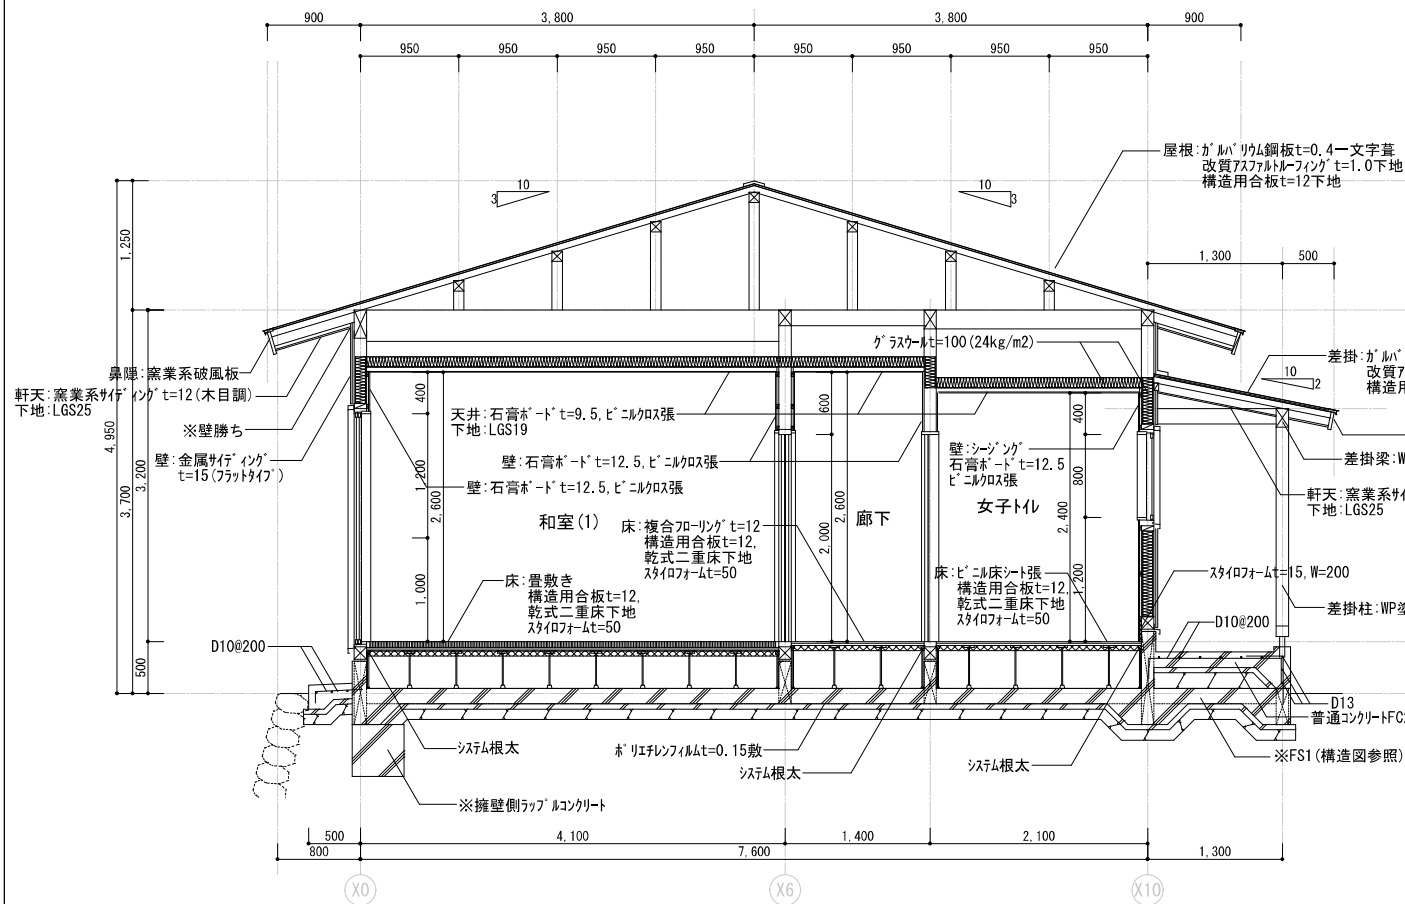 900
3,800
3,800
900
950
950
950
950
950
950
950
950
屋根:ガルバリウム鋼板t=0.4一文字葺
改質アスファルトルーフィングt=1.0下地
構造用合板t=12下地
10
3
10
3
1,250
1,300
500
グラスウールt=100(24kg/m2)
鼻隠:窯業系破風板
軒天:窯業系サイディングt=12(木目調)
下地:LGS25
※壁勝ち
壁:金属サイディング
t=15(フラットタイプ)
差掛:ガルバ
改質ア
構造用
10
2
天井:石膏ボードt=9.5,ビニルクロス張
下地:LGS19
壁:石膏ボードt=12.5,ビニルクロス張
壁:石膏ボードt=12.5,ビニルクロス張
壁:シージング
石膏ボードt=12.5
ビニルクロス張
差掛梁:W
軒天:窯業系サイ
下地:LGS25
4,950
3,700
3,200
500
400
1,200
1,000
2,600
600
2,000
2,600
400
800
1,200
2,400
和室(1)
廊下
女子トイレ
床:複合フローリングt=12
構造用合板t=12,
乾式二重床下地
スタイロフォームt=50
床:畳敷き
構造用合板t=12,
乾式二重床下地
スタイロフォームt=50
床:ビニル床シート張
構造用合板t=12,
乾式二重床下地
スタイロフォームt=50
スタイロフォームt=15,W=200
差掛柱:WP塗
D10@200
D10@200
D13
普通コンクリートFC2
※FS1(構造図参照)
システム根太
ポリエチレンフィルムt=0.15敷
システム根太
システム根太
※擁壁側ラップルコンクリート
500
4,100
1,400
2,100
800
7,600
1,300
X0
X6
X10